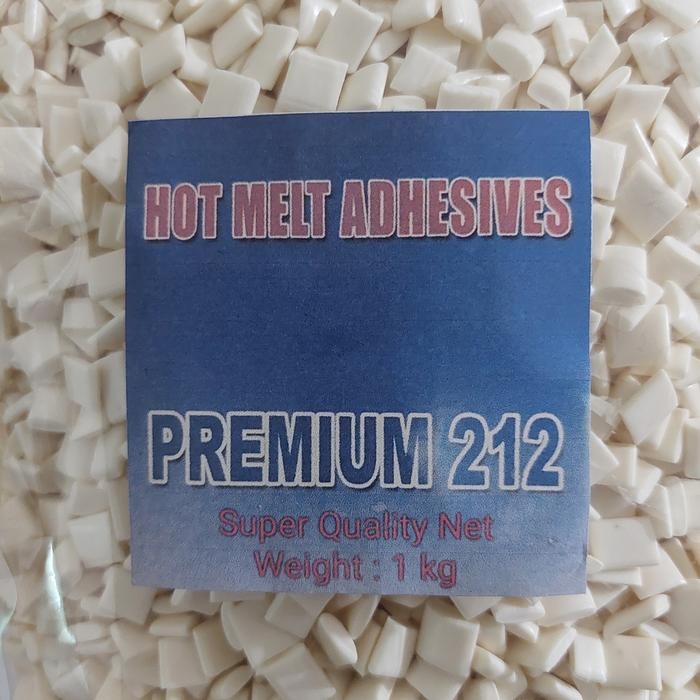 HOT MELT ADHESIVES
PREMIUM 212
Super Quality Net
Weight : 1 kg